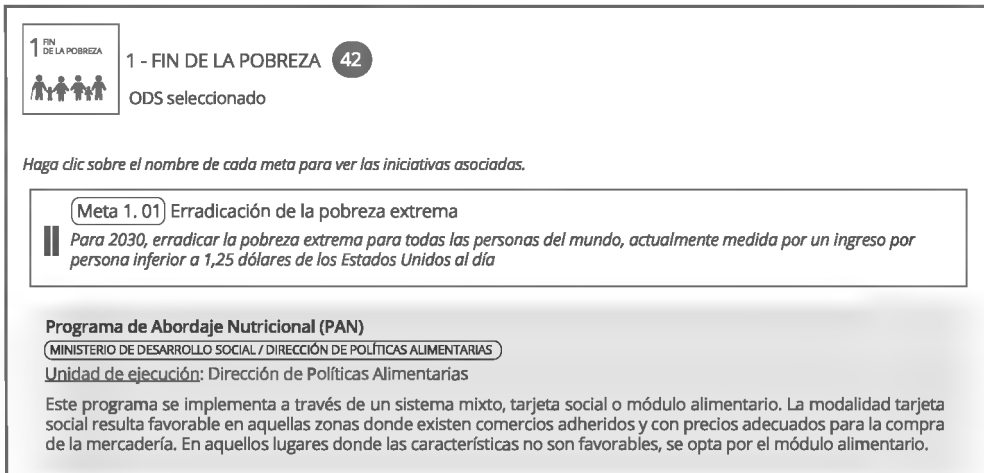 1 FIN
DE LA POBREZA
1 - FIN DE LA POBREZA 42
ODS seleccionado
Haga clic sobre el nombre de cada meta para ver las iniciativas asociadas.
Meta 1. 01 Erradicación de la pobreza extrema
Para 2030, erradicar la pobreza extrema para todas las personas del mundo, actualmente medida por un ingreso por
persona inferior a 1,25 dólares de los Estados Unidos al día
Programa de Abordaje Nutricional (PAN)
MINISTERIO DE DESARROLLO SOCIAL / DIRECCIÓN DE POLÍTICAS ALIMENTARIAS
Unidad de ejecución: Dirección de Políticas Alimentarias
Este programa se implementa a través de un sistema mixto, tarjeta social o módulo alimentario. La modalidad tarjeta
social resulta favorable en aquellas zonas donde existen comercios adheridos y con precios adecuados para la compra
de la mercadería. En aquellos lugares donde las características no son favorables, se opta por el módulo alimentario.